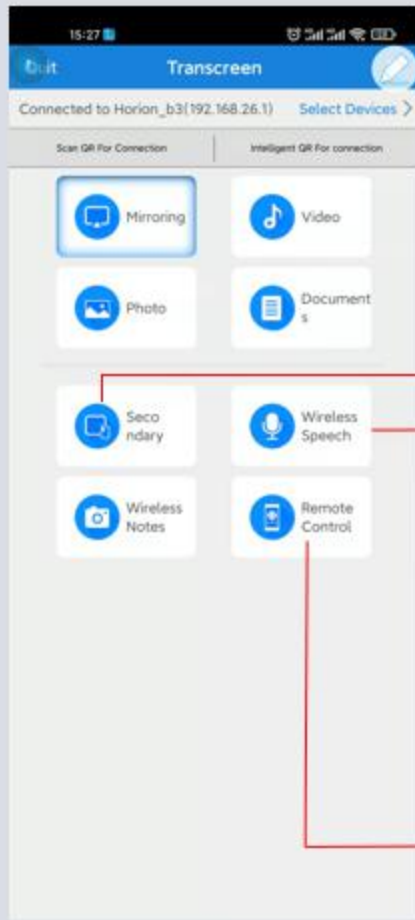 15:27
Quit
Transcreen
Connected to Horion_b3(192.168.26.1) Select Devices >
Scan QR For Connection
Intelligent QR For connection
Mirroring
Video
Photo
Document
s
Seco
ndary
Wireless
Speech
Wireless
Notes
Remote
Control